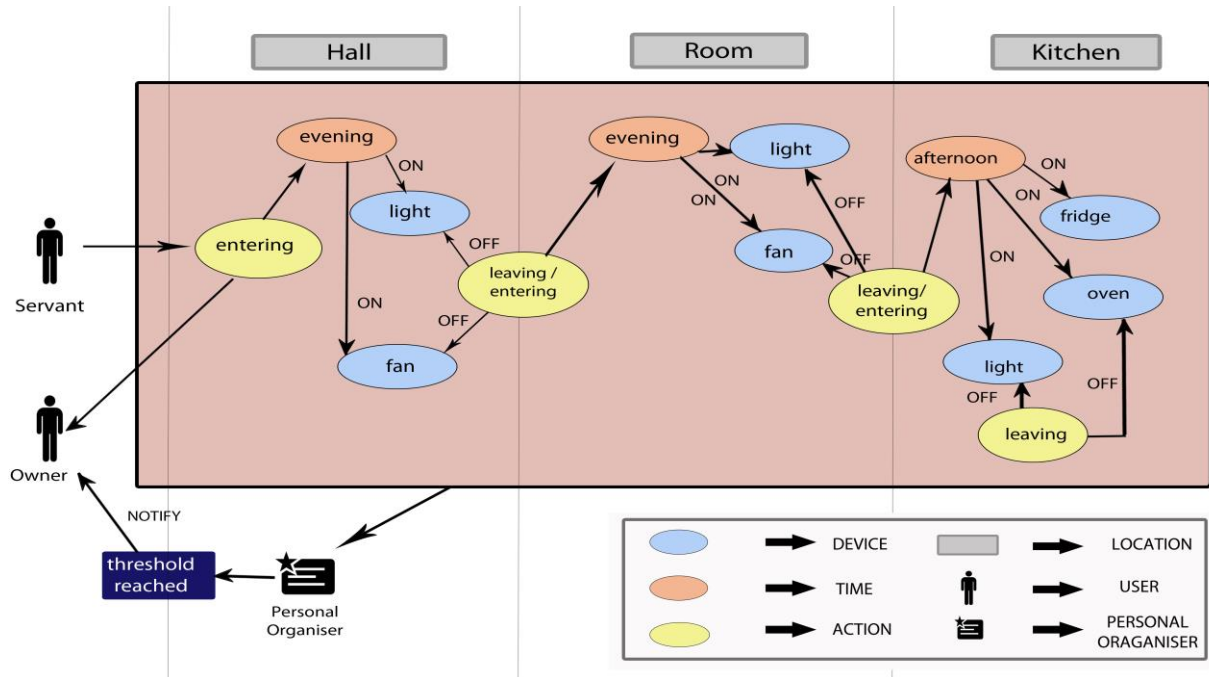 Hall
Room
Kitchen
evening
ON
light
entering
OFF
leaving /
entering
ON
OFF
fan
evening
light
ON
ON
OFF
fan
OFF
leaving/
entering
afternoon
ON
ON
fridge
ON
oven
light
OFF
OFF
leaving
Servant
Owner
NOTIFY
threshold
reached
Personal
Organiser
DEVICE
LOCATION
TIME
USER
ACTION
PERSONAL
ORAGANISER